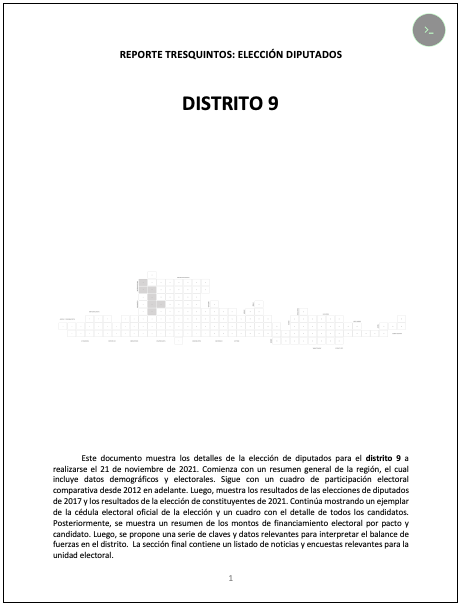 >_
REPORTE TRESQUINTOS: ELECCIÓN DIPUTADOS
DISTRITO 9
Este documento muestra los detalles de la elección de diputados para el distrito 9 a
realizarse el 21 de noviembre de 2021. Comienza con un resumen general de la región, el cual
incluye datos demográficos y electorales. Sigue con un cuadro de participación electoral
comparativa desde 2012 en adelante. Luego, muestra los resultados de las elecciones de diputados
de 2017 y los resultados de la elección de constituyentes de 2021. Continúa mostrando un ejemplar
de la cédula electoral oficial de la elección y un cuadro con el detalle de todos los candidatos.
Posteriormente, se muestra un resumen de los montos de financiamiento electoral por pacto y
candidato. Luego, se propone una serie de claves y datos relevantes para interpretar el balance de
fuerzas en el distrito. La sección final contiene un listado de noticias y encuestas relevantes para la
unidad electoral.
1